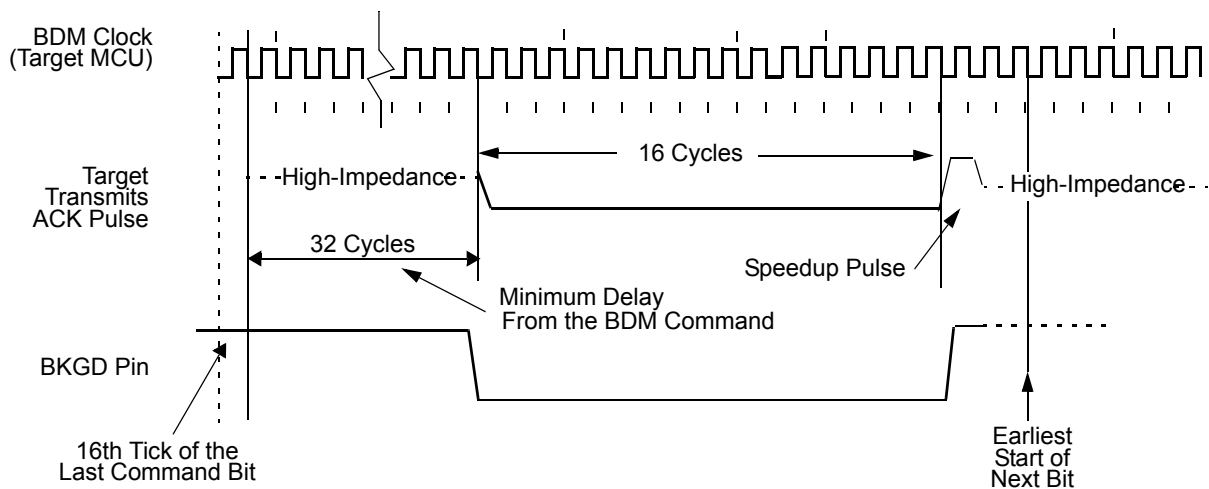 BDM Clock
(Target MCU)
16 Cycles
Target
Transmits
ACK Pulse
High-Impedance
High-Impedance
32 Cycles
Speedup Pulse
Minimum Delay
From the BDM Command
BKGD Pin
16th Tick of the
Last Command Bit
Earliest
Start of
Next Bit